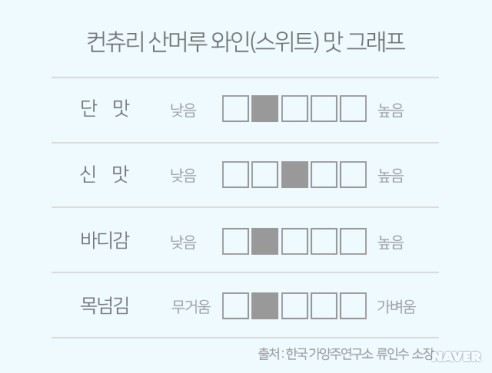 컨츄리 산머루 와인(스위트) 맛 그래프
단 맛 낮음 높음
신 맛 낮음 높음
바디감 낮음 높음
목넘김 무거움 가벼움
출처 : 한국가양주연구소 류인수 소장
NAVER